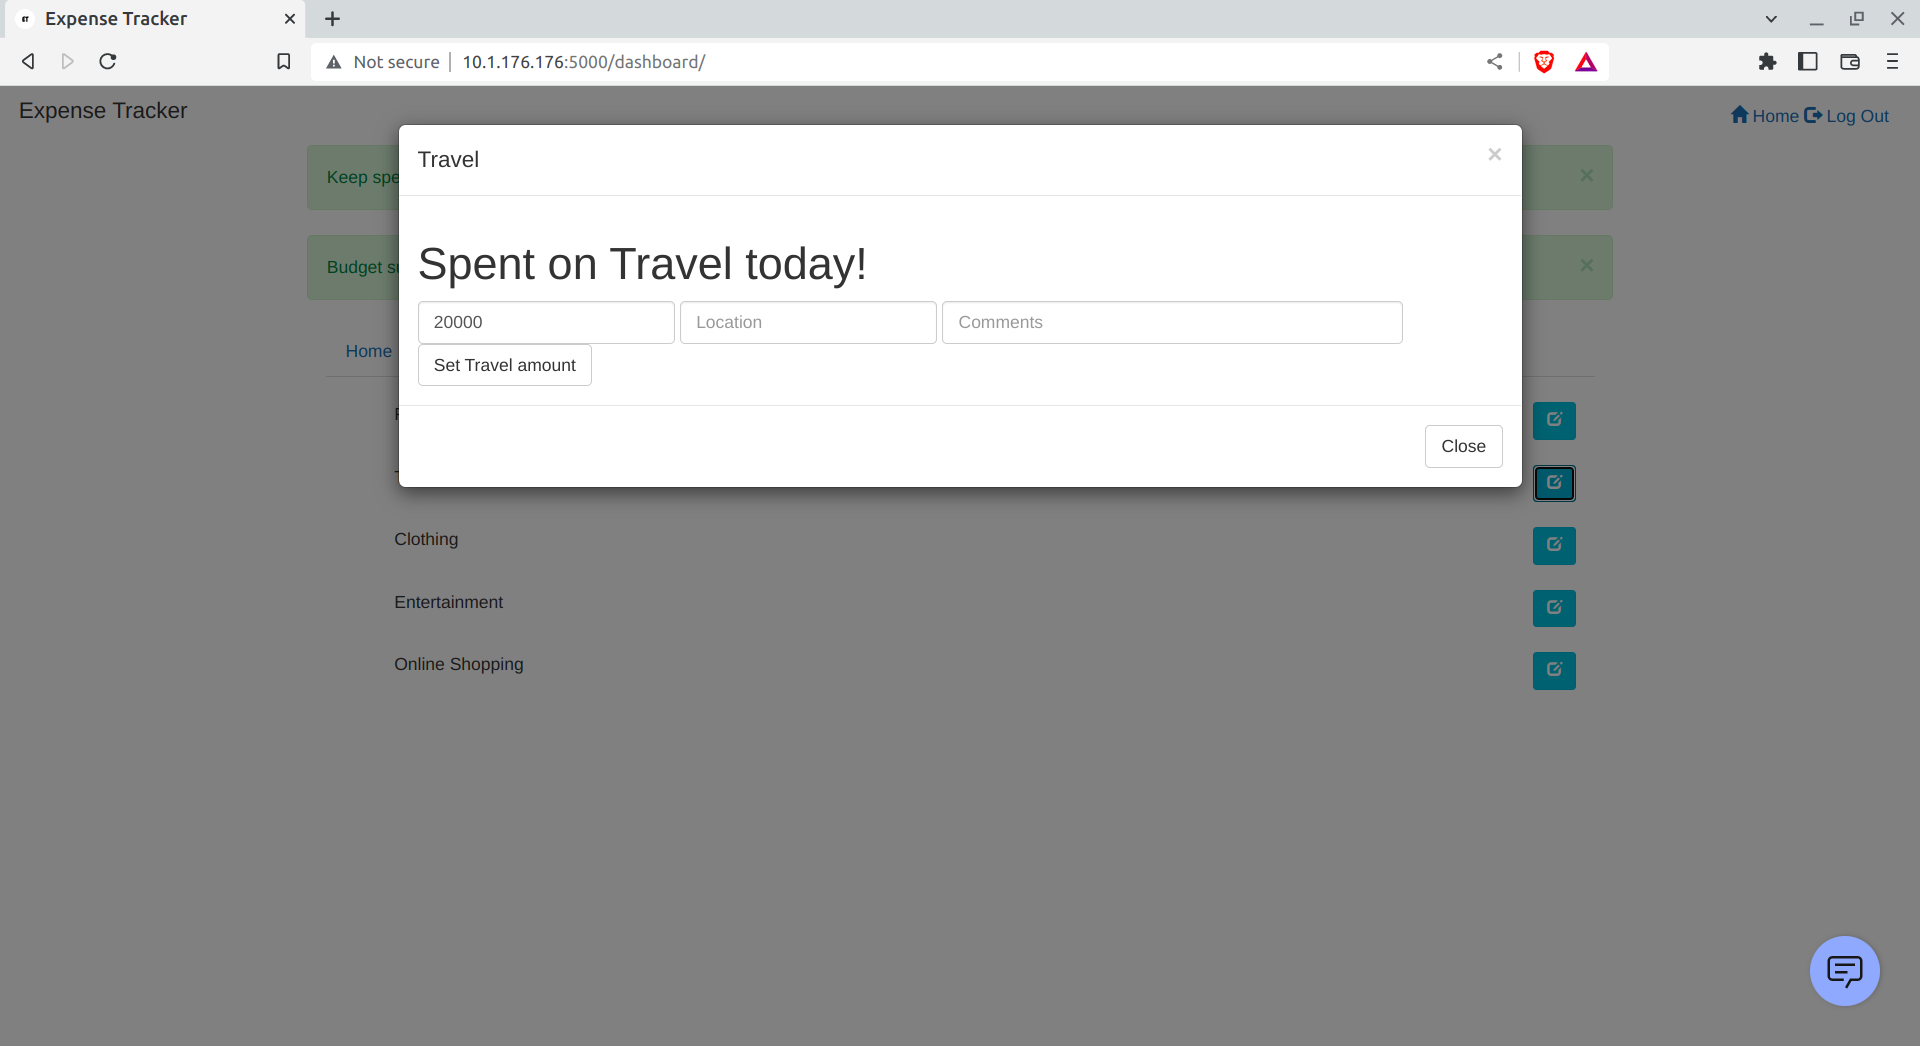 Expense Tracker
Not secure | 10.1.176.176:5000/dashboard/
Expense Tracker
Home Log Out
Keep spe
Travel
Budget su
Spent on Travel today!
20000 Location Comments
Home
Set Travel amount
Close
Clothing
Entertainment
Online Shopping